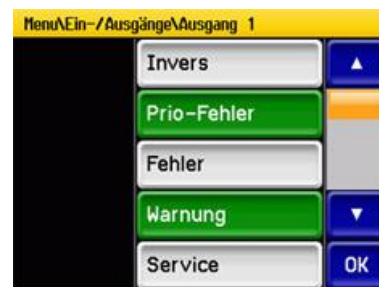 Menu\Ein-/Ausgänge\Ausgang 1
Invers
Prio-Fehler
Fehler
Warnung
Service
OK